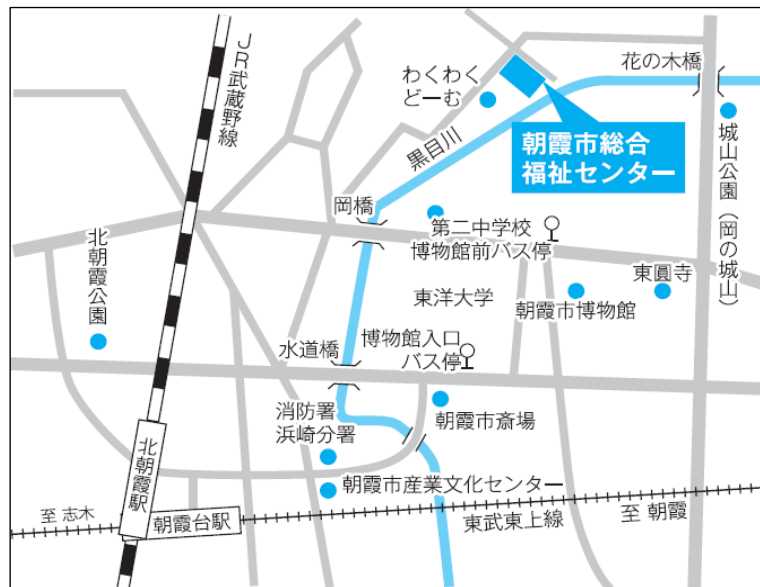 JR武蔵野線
わくわく
どーむ
花の木橋
黒目川
朝霞市総合
福祉センター
城山公園（岡の城山）
岡橋
第二中学校
博物館前バス停
北朝霞公園
東洋大学
東圓寺
朝霞市博物館
水道橋
博物館入口
バス停
消防署
浜崎分署
朝霞市斎場
北朝霞駅
朝霞市産業文化センター
至 志木
朝霞台駅
東武東上線
至 朝霞